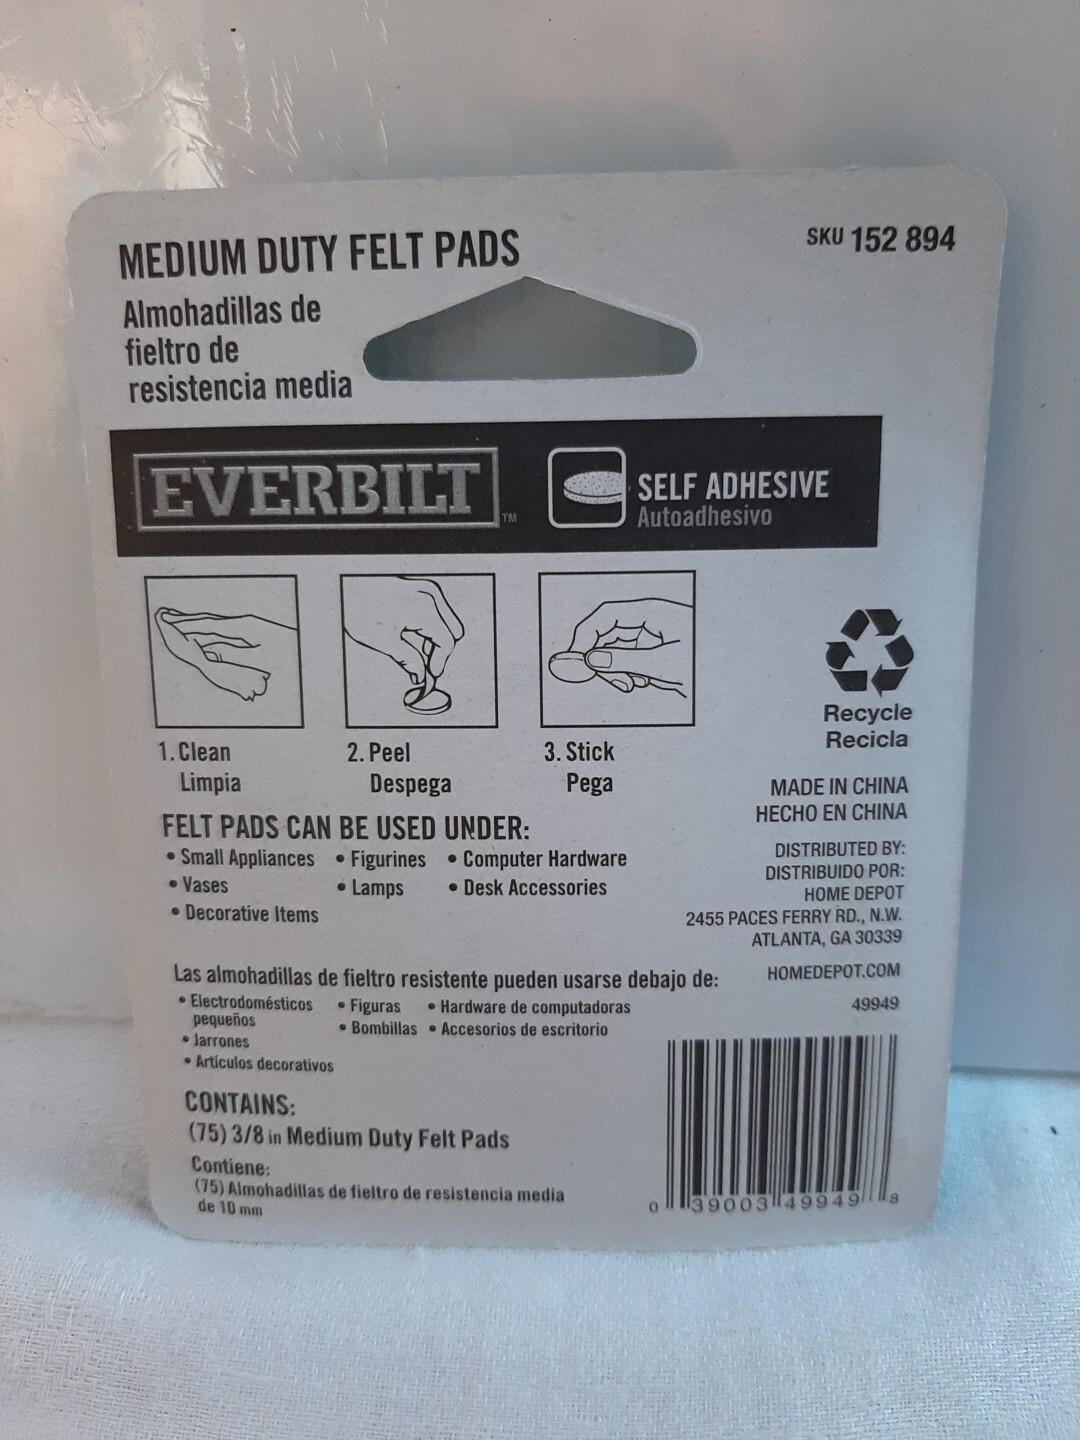 MEDIUM DUTY FELT PADS
SKU 152 894
Almohadillas de
fieltro de
resistencia media
EVERBILT TM
SELF ADHESIVE
Autoadhesivo
1. Clean
Limpia
2. Peel
Despega
3. Stick
Pega
Recycle
Recicla
MADE IN CHINA
HECHO EN CHINA
DISTRIBUTED BY:
DISTRIBUIDO POR:
HOME DEPOT
2455 PACES FERRY RD., N.W.
ATLANTA, GA 30339
HOMEDEPOT.COM
49949
FELT PADS CAN BE USED UNDER:
• Small Appliances • Figurines • Computer Hardware
• Vases • Lamps • Desk Accessories
• Decorative Items
Las almohadillas de fieltro resistente pueden usarse debajo de:
• Electrodomésticos
pequeños
• Figuras • Hardware de computadoras
• Bombillas • Accesorios de escritorio
• Jarrones
• Artículos decorativos
CONTAINS:
(75) 3/8 in Medium Duty Felt Pads
Contiene:
(75) Almohadillas de fieltro de resistencia media
de 10 mm
0 39003 49949 8